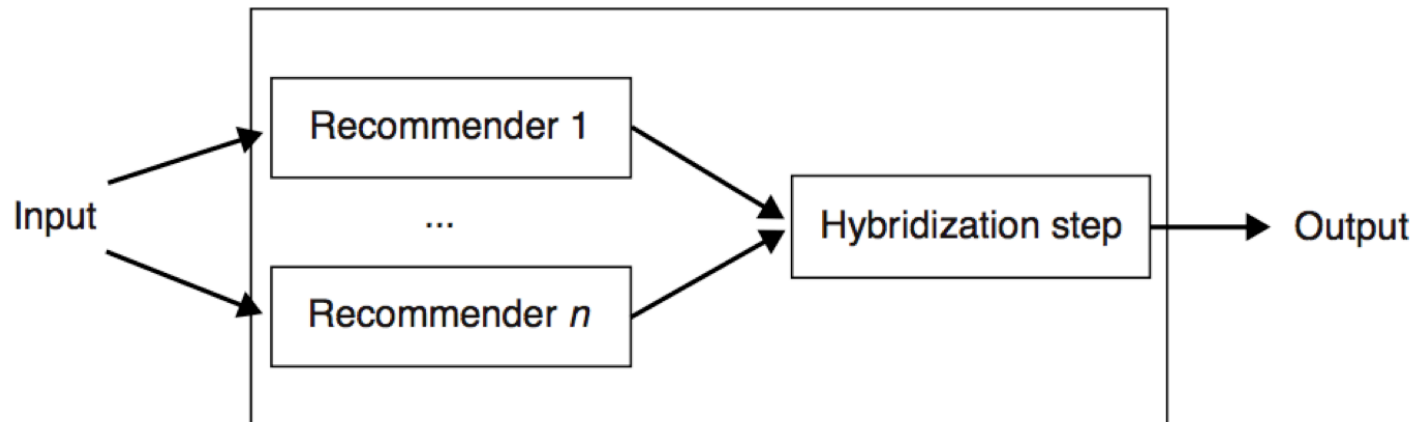 Recommender 1
Input
...
Hybridization step
Output
Recommender n